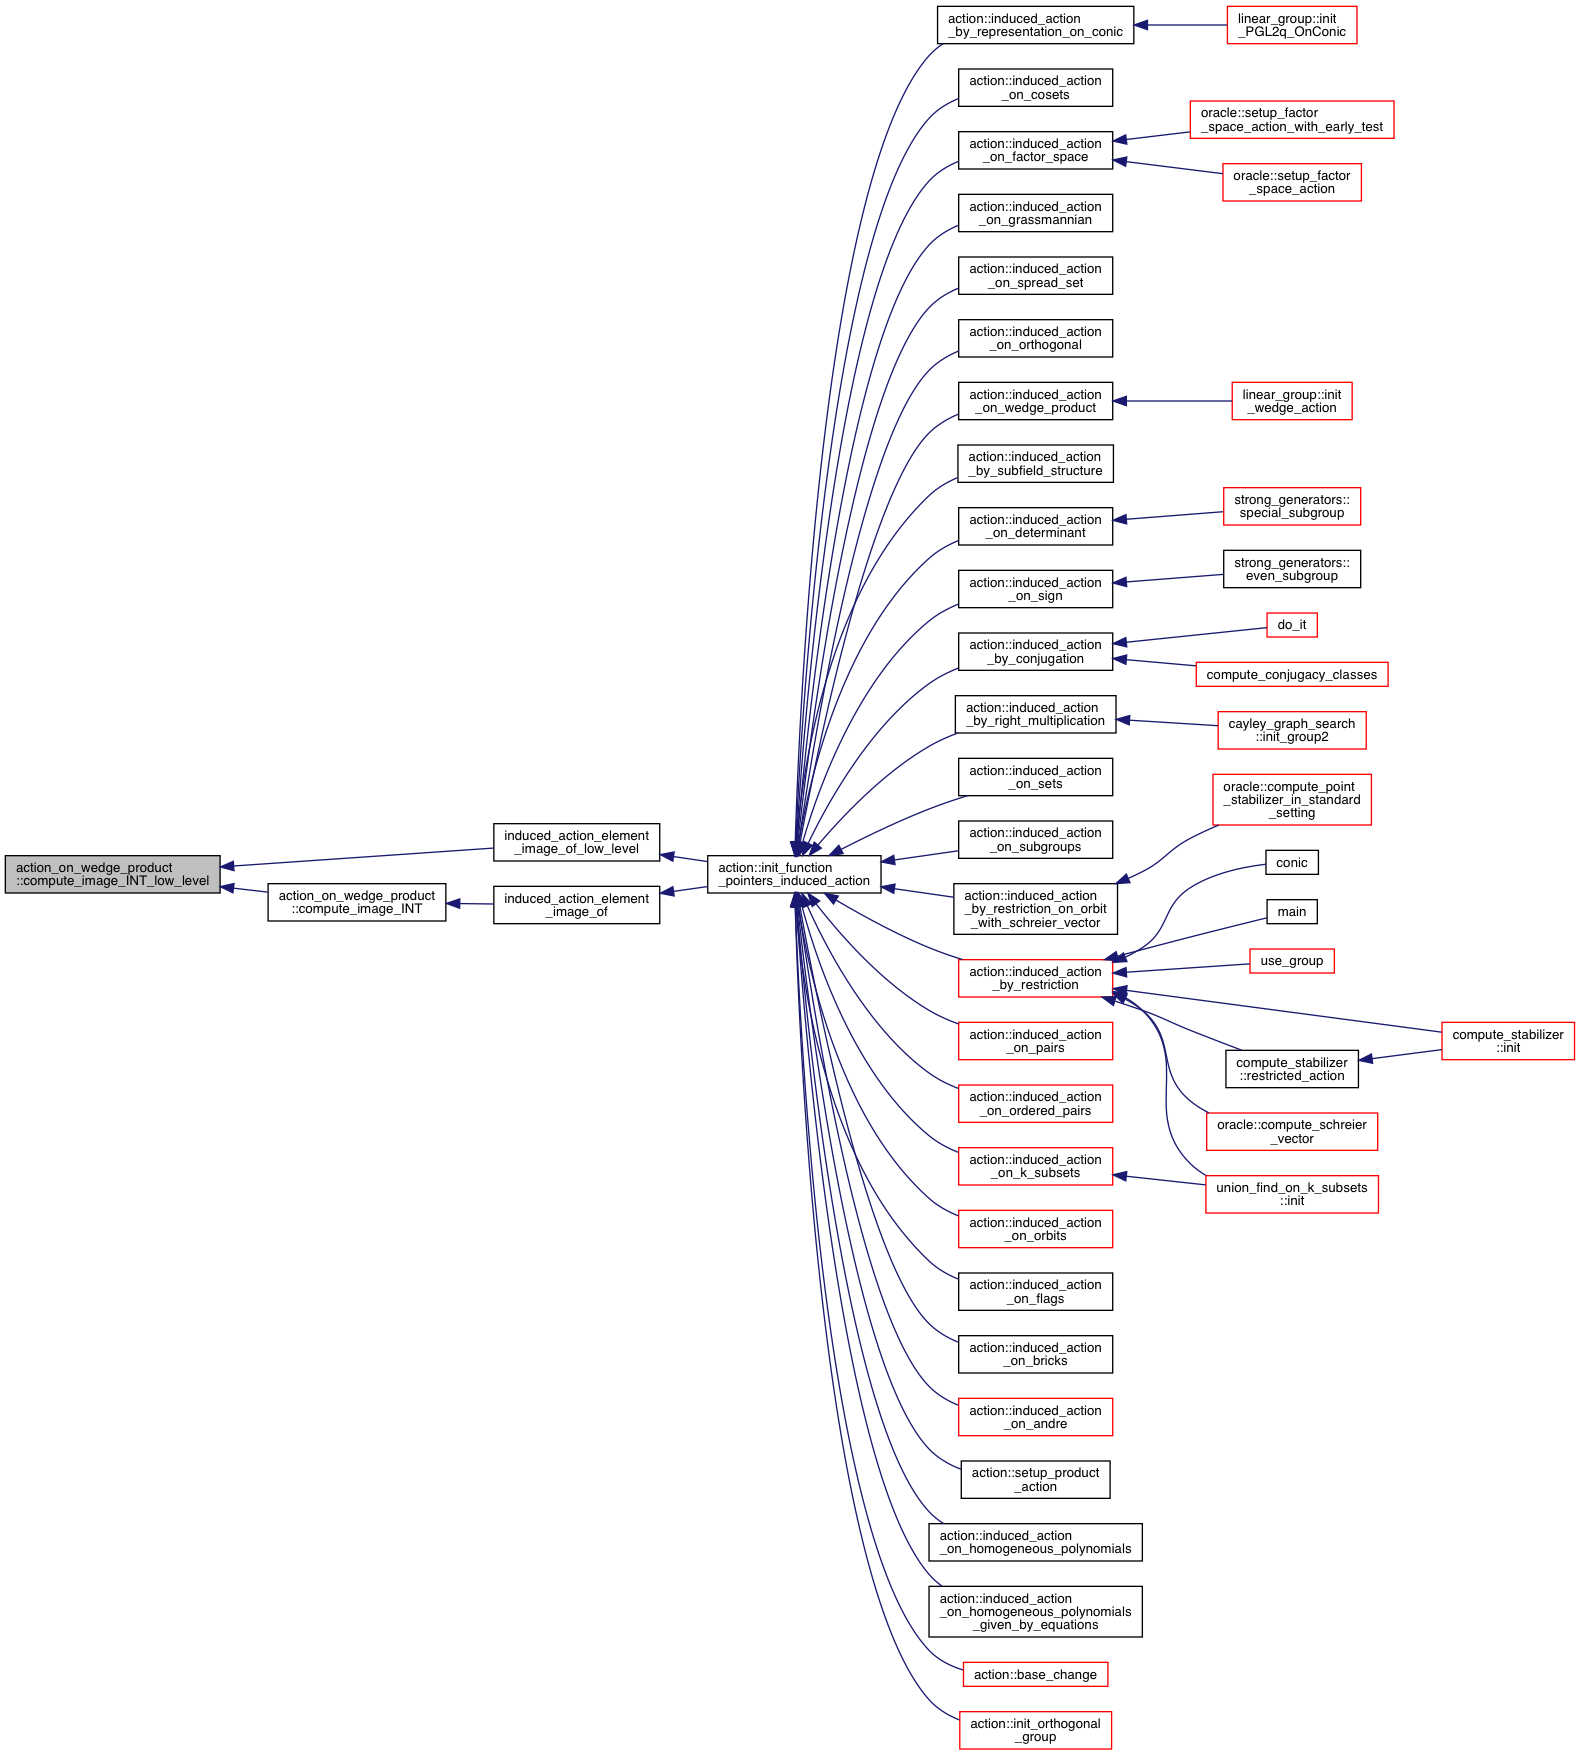 action_on_wedge_product
::compute_image_INT_low_level
action_on_wedge_product
::compute_image_INT
induced_action_element
_image_of_low_level
induced_action_element
_image_of
action::init_function
_pointers_induced_action
action::induced_action
_by_representation_on_conic
linear_group::init
_PGL2q_OnConic
action::induced_action
_on_cosets
action::induced_action
_on_factor_space
oracle::setup_factor
_space_action_with_early_test
oracle::setup_factor
_space_action
action::induced_action
_on_grassmannian
action::induced_action
_on_spread_set
action::induced_action
_on_orthogonal
action::induced_action
_on_wedge_product
linear_group::init
_wedge_action
action::induced_action
_by_subfield_structure
action::induced_action
_on_determinant
strong_generators::
special_subgroup
action::induced_action
_on_sign
strong_generators::
even_subgroup
action::induced_action
_by_conjugation
do_it
compute_conjugacy_classes
action::induced_action
_by_right_multiplication
cayley_graph_search
::init_group2
action::induced_action
_on_sets
action::induced_action
_on_subgroups
action::induced_action
_by_restriction_on_orbit
_with_schreier_vector
oracle::compute_point
_stabilizer_in_standard
_setting
action::induced_action
_by_restriction
conic
main
use_group
compute_stabilizer
::restricted_action
compute_stabilizer
::init
oracle::compute_schreier
_vector
union_find_on_k_subsets
::init
action::induced_action
_on_pairs
action::induced_action
_on_ordered_pairs
action::induced_action
_on_k_subsets
action::induced_action
_on_orbits
action::induced_action
_on_flags
action::induced_action
_on_bricks
action::induced_action
_on_andre
action::setup_product
_action
action::induced_action
_on_homogeneous_polynomials
action::induced_action
_on_homogeneous_polynomials
_given_by_equations
action::base_change
action::init_orthogonal
_group